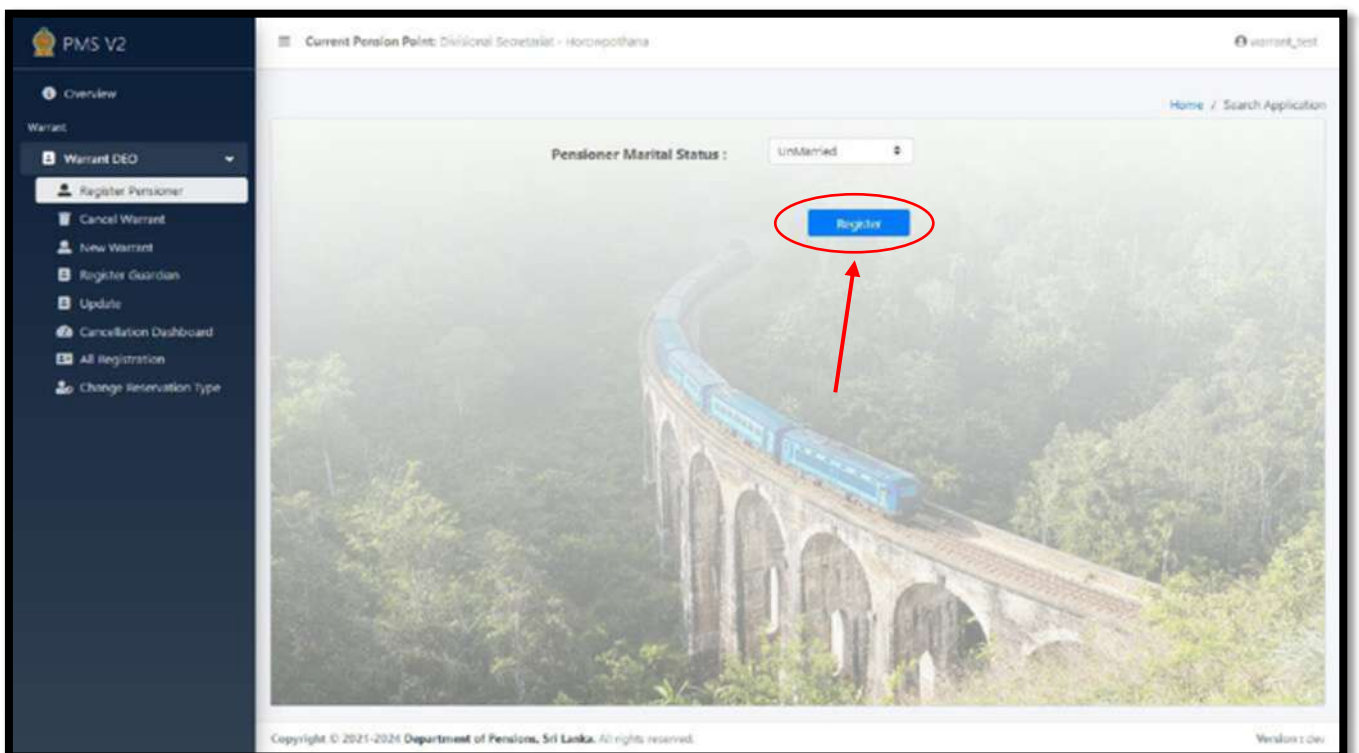 PMS V2
Current Pension Point: Divisional Secretariat - Horowpothana
warrant_test
Overview
Home / Search Application
Warrant
Warrant DEO
Pensioner Marital Status :
UnMarried
Register Pensioner
Cancel Warrant
Register
New Warrant
Register Guardian
Update
Cancellation Dashboard
All Registration
Change Reservation Type
Copyright © 2021-2024 Department of Pensions, Sri Lanka. All rights reserved.
Version : dev